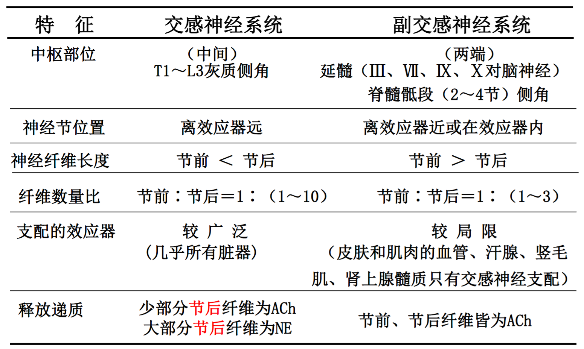 特 征 交感神经系统 副交感神经系统
中枢部位 （中间） （两端）
T1～L3灰质侧角 延髓（Ⅲ、Ⅶ、Ⅸ、Ⅹ对脑神经）
脊髓骶段（2～4节）侧角
神经节位置 离效应器远 离效应器近或在效应器内
神经纤维长度 节前 ＜ 节后 节前 ＞ 节后
纤维数量比 节前：节后＝1：（1～10） 节前：节后＝1：（1～3）
支配的效应器 较 广 泛 较 局 限
（几乎所有脏器） （皮肤和肌肉的血管、汗腺、竖毛
肌、肾上腺髓质只有交感神经支配）
释放递质 少部分节后纤维为ACh 节前、节后纤维皆为ACh
大部分节后纤维为NE